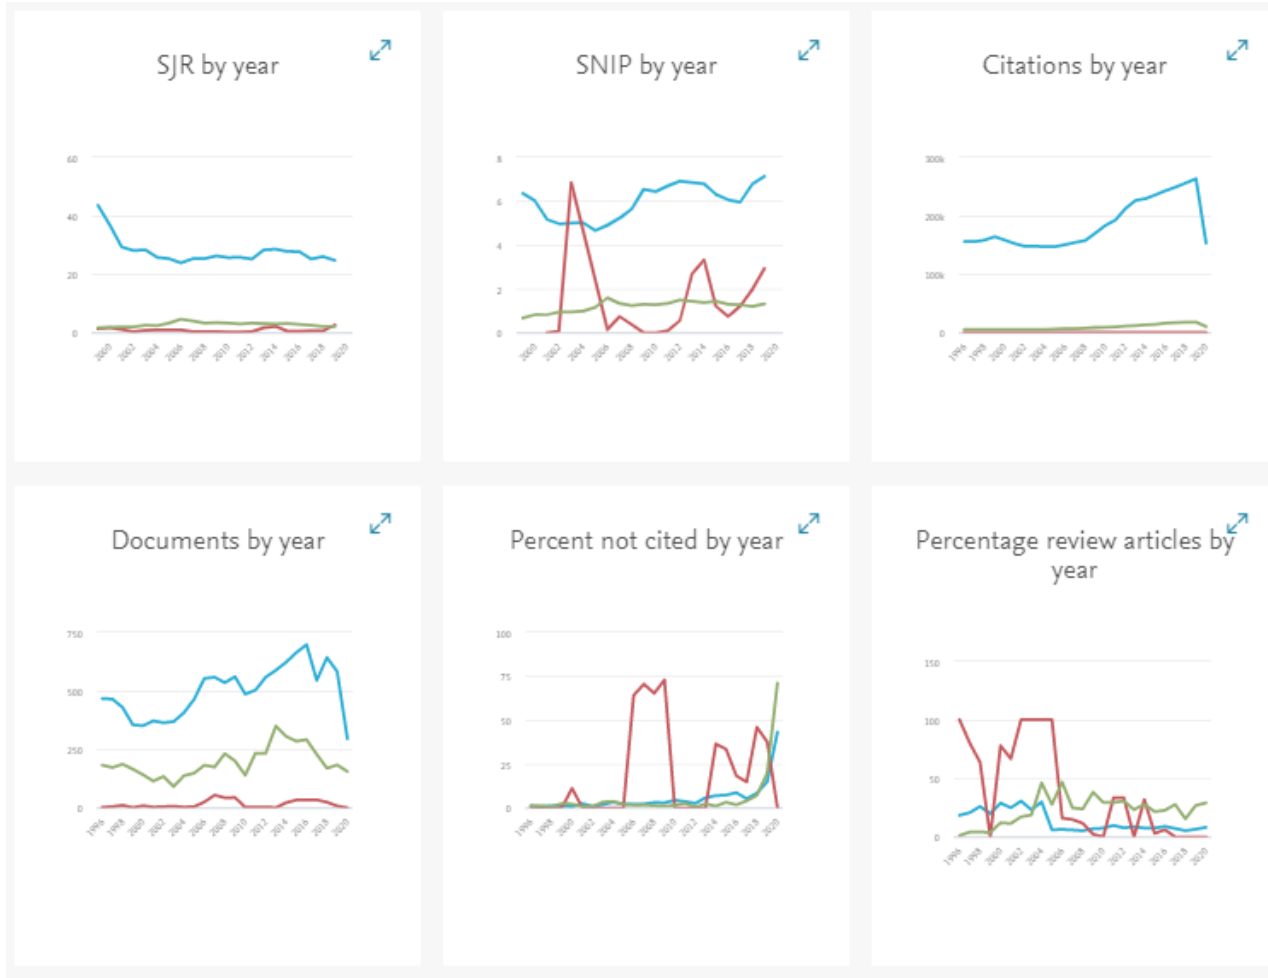 SJR by year
60
40
20
0
2000 2002 2004 2006 2008 2010 2012 2014 2016 2018 2020
SNIP by year
8
6
4
2
0
2000 2002 2004 2006 2008 2010 2012 2014 2016 2018 2020
Citations by year
300k
200k
100k
0
1996 1998 2000 2002 2004 2006 2008 2010 2012 2014 2016 2018 2020
Documents by year
750
500
250
0
1996 1998 2000 2002 2004 2006 2008 2010 2012 2014 2016 2018 2020
Percent not cited by year
100
75
50
25
0
1996 1998 2000 2002 2004 2006 2008 2010 2012 2014 2016 2018 2020
Percentage review articles by
year
150
100
50
0
1996 1998 2000 2002 2004 2006 2008 2010 2012 2014 2016 2018 2020